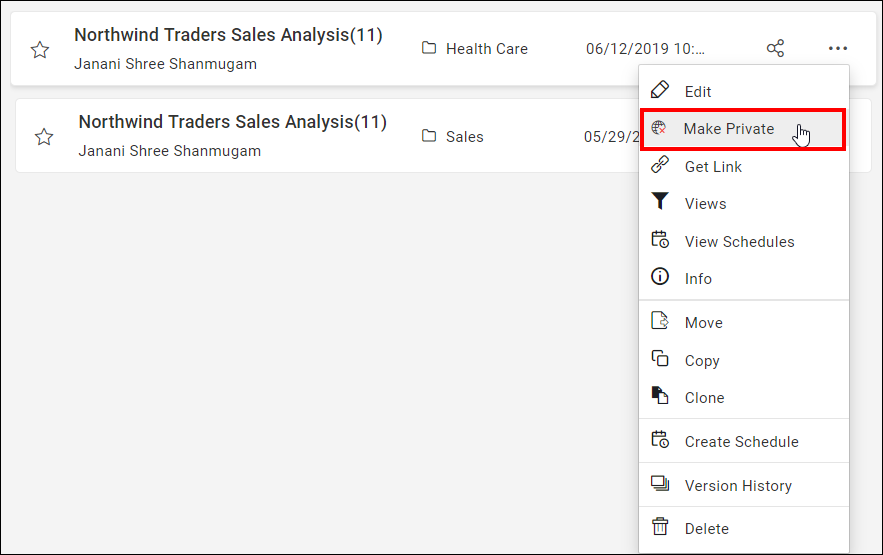 Northwind Traders Sales Analysis(11)
Janani Shree Shanmugam
Health Care
06/12/2019 10:...
Northwind Traders Sales Analysis(11)
Janani Shree Shanmugam
Sales
05/29/2
Edit
Make Private
Get Link
Views
View Schedules
Info
Move
Copy
Clone
Create Schedule
Version History
Delete